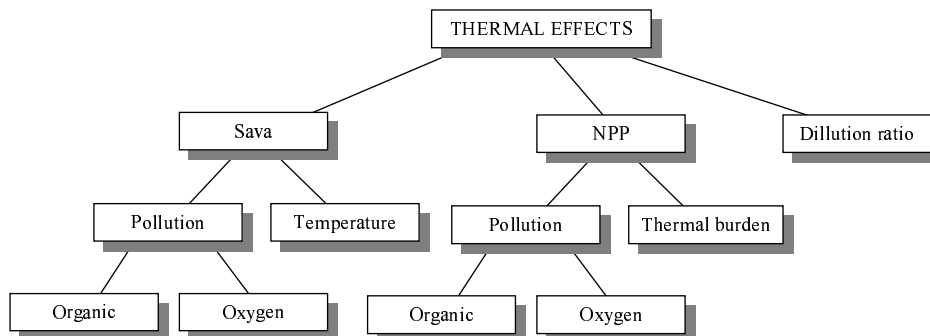 THERMAL EFFECTS
Sava
NPP
Dillution ratio
Pollution
Temperature
Pollution
Thermal burden
Organic
Oxygen
Organic
Oxygen